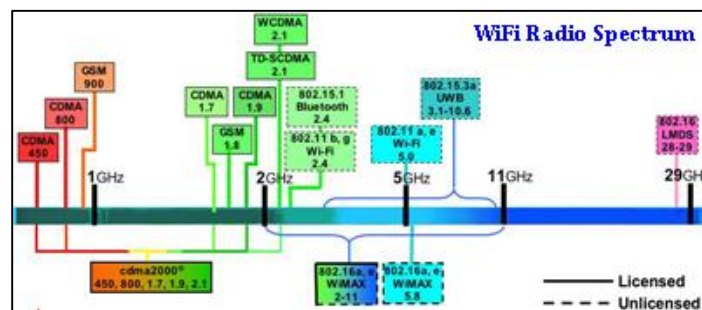 WiFi Radio Spectrum
WCDMA
2.1
TD-SCDMA
2.1
GSM
900
CDMA
800
CDMA
450
CDMA
1.7
GSM
1.8
CDMA
1.9
802.15.1
Bluetooth
2.4
802.11 b, g
Wi-Fi
2.4
802.11 a, e
Wi-Fi
5.0
802.15.3a
UWB
3.1-10.6
802.16
LMDS
28-29
1GHz
2GHz
5GHz
11GHz
29GHz
cdma2000®
450, 800, 1.7, 1.9, 2.1
802.16a, e
WiMAX
2-11
802.16a, e
WiMAX
5.8
Licensed
Unlicensed